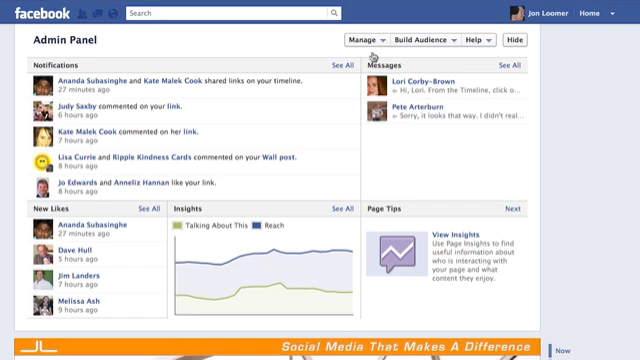 facebook
Search
Jon Loomer Home
Admin Panel
Manage Build Audience Help Hide
Notifications See All
Ananda Subasinghe and Kate Malek Cook shared links on your timeline.
27 minutes ago
Judy Saxby commented on your link.
6 hours ago
Kate Malek Cook commented on her link.
7 hours ago
Lisa Currie and Ripple Kindness Cards commented on your Wall post.
8 hours ago
Jo Edwards and Anneliz Hannan like your link.
8 hours ago
Messages See All
Lori Corby-Brown
Hi, Lori. From the Timeline, click o...
Pete Arterburn
Sorry, it looks that way. I didn't real...
New Likes See All
Ananda Subasinghe
27 minutes ago
Dave Hull
5 hours ago
Jim Landers
7 hours ago
Melissa Ash
9 hours ago
Insights See All
Talking About This Reach
Page Tips Next
View Insights
Use Page Insights to find
useful information about
who is interacting with
your page and what
content they enjoy.
JL
Social Media That Makes A Difference
Now